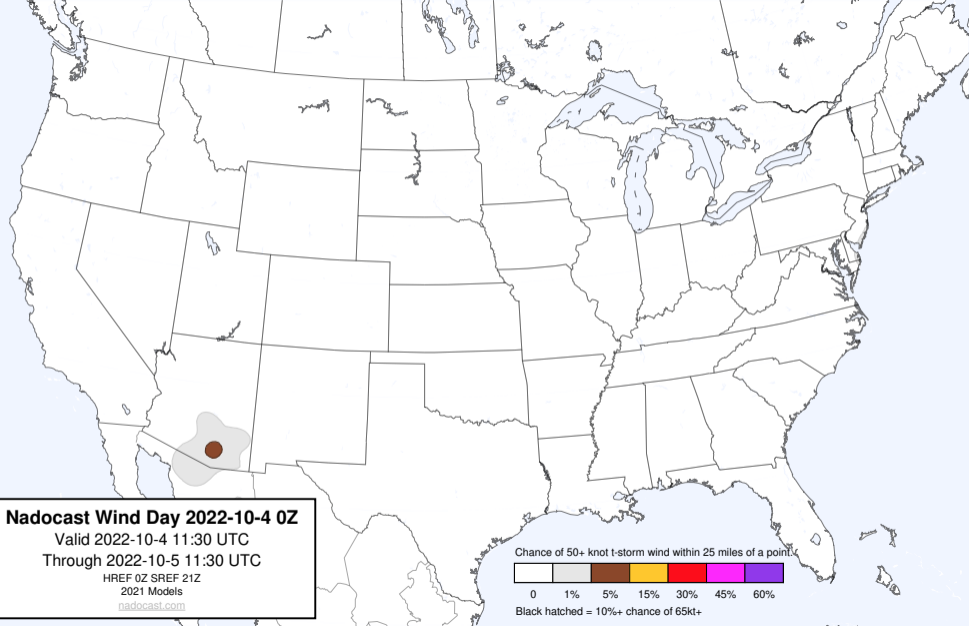 Nadocast Wind Day 2022-10-4 0Z
Valid 2022-10-4 11:30 UTC
Through 2022-10-5 11:30 UTC
HREF 0Z SREF 21Z
2021 Models
nadocast.com
Chance of 50+ knot t-storm wind within 25 miles of a point.
0 1% 5% 15% 30% 45% 60%
Black hatched = 10%+ chance of 65kt+